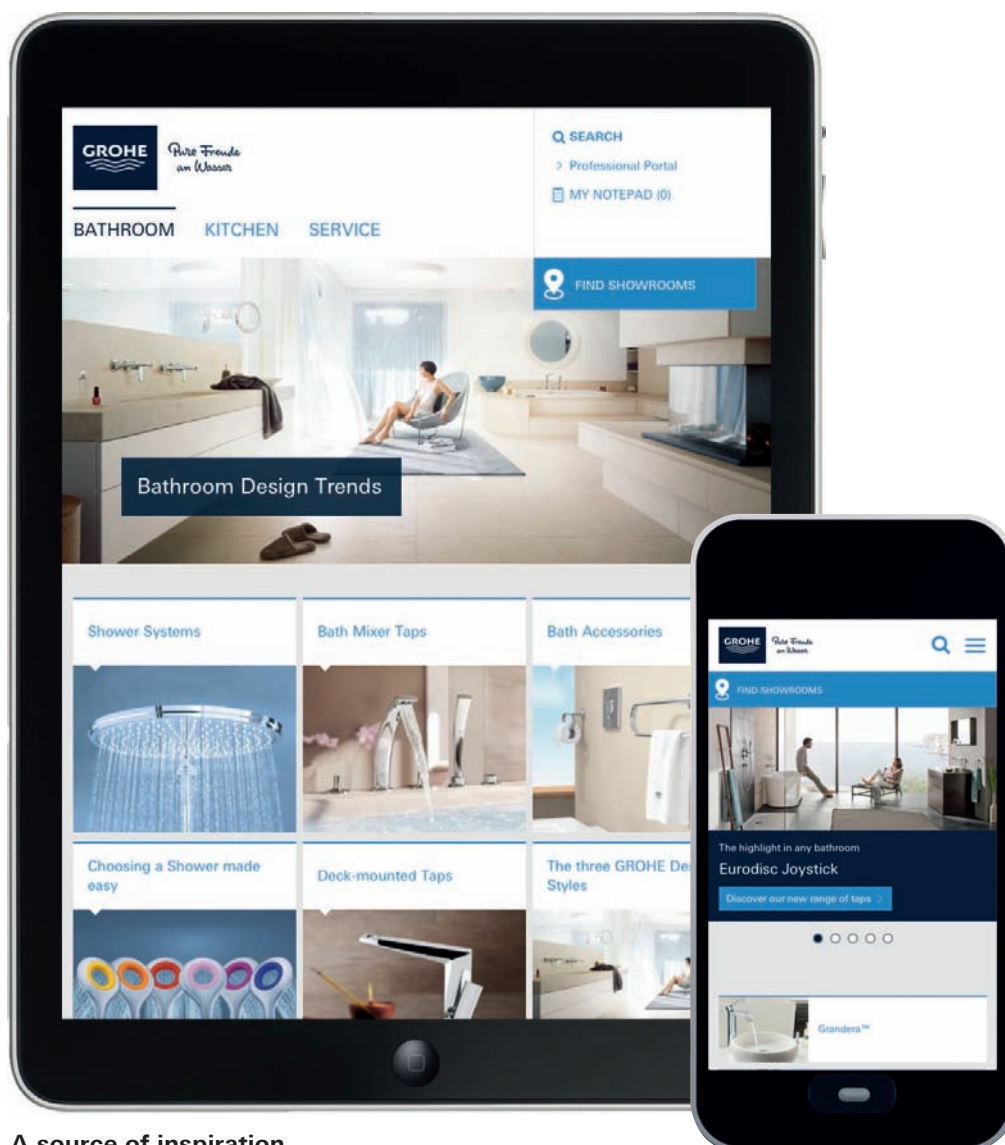 GROHE
Pure Freude
an Wasser
SEARCH
> Professional Portal
MY NOTEPAD (0)
BATHROOM KITCHEN SERVICE
FIND SHOWROOMS
Bathroom Design Trends
Shower Systems
Bath Mixer Taps
Bath Accessories
Choosing a Shower made
easy
Deck-mounted Taps
The three GROHE
Styles
GROHE
Pure Freude
an Wasser
FIND SHOWROOMS
The highlight in any bathroom
Eurodisc Joystick
Discover our new range of taps >
Grandera™
A source of inspiration